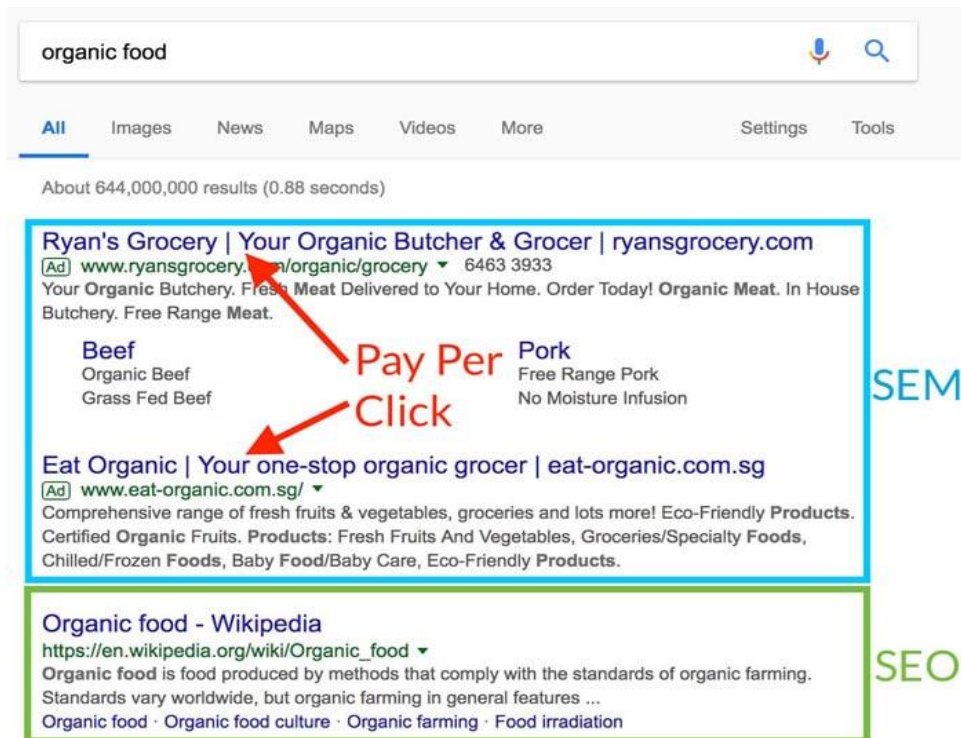 organic food
All Images News Maps Videos More Settings Tools
About 644,000,000 results (0.88 seconds)
Ryan's Grocery | Your Organic Butcher & Grocer | ryansgrocery.com
Ad www.ryansgrocery.com/organic/grocery 6463 3933
Your Organic Butchery. Fresh Meat Delivered to Your Home. Order Today! Organic Meat. In House
Butchery. Free Range Meat.
Beef
Organic Beef
Grass Fed Beef
Pay Per
Click
Pork
Free Range Pork
No Moisture Infusion
SEM
Eat Organic | Your one-stop organic grocer | eat-organic.com.sg
Ad www.eat-organic.com.sg/
Comprehensive range of fresh fruits & vegetables, groceries and lots more! Eco-Friendly Products.
Certified Organic Fruits. Products: Fresh Fruits And Vegetables, Groceries/Specialty Foods,
Chilled/Frozen Foods, Baby Food/Baby Care, Eco-Friendly Products.
Organic food - Wikipedia
https://en.wikipedia.org/wiki/Organic_food
Organic food is food produced by methods that comply with the standards of organic farming.
Standards vary worldwide, but organic farming in general features ...
Organic food · Organic food culture · Organic farming · Food irradiation
SEO